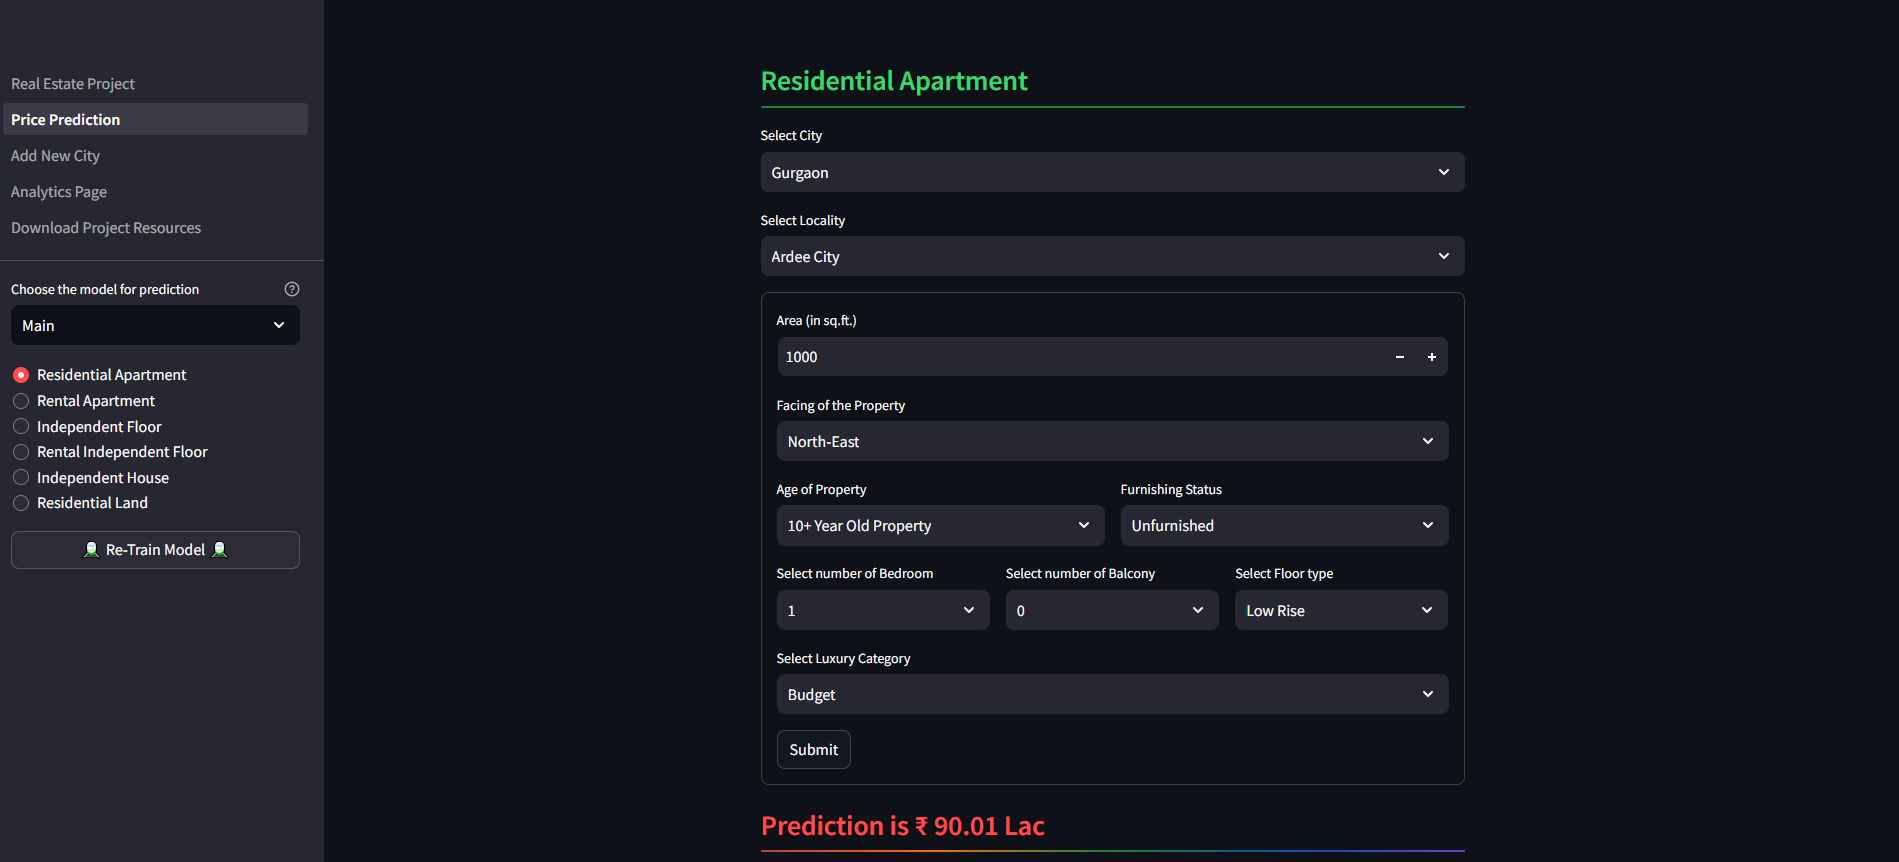 Real Estate Project
Price Prediction
Add New City
Analytics Page
Download Project Resources
Choose the model for prediction
Main
Residential Apartment
Rental Apartment
Independent Floor
Rental Independent Floor
Independent House
Residential Land
Re-Train Model
Residential Apartment
Select City
Gurgaon
Select Locality
Ardee City
Area (in sq.ft.)
1000
Facing of the Property
North-East
Age of Property Furnishing Status
10+ Year Old Property Unfurnished
Select number of Bedroom Select number of Balcony Select Floor type
1 0 Low Rise
Select Luxury Category
Budget
Submit
Prediction is ₹ 90.01 Lac